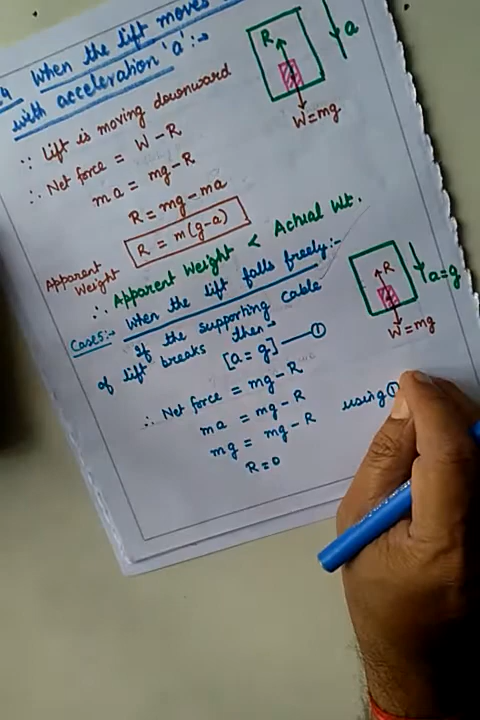 4 When the lift moves
with acceleration 'a' :-
R
a
W=mg
∵ Lift is moving downward
∴ Net force = W-R
ma = mg-R
R = mg-ma
Apparent Weight R = m(g-a)
∴ Apparent Weight < Actual Wt.
Case5:- When the lift falls freely:-
If the supporting cable
of lift breaks then
[a=g] — ①
R
a=g
W=mg
∴ Net force = mg-R
ma = mg-R
mg = mg-R using ①
R=0